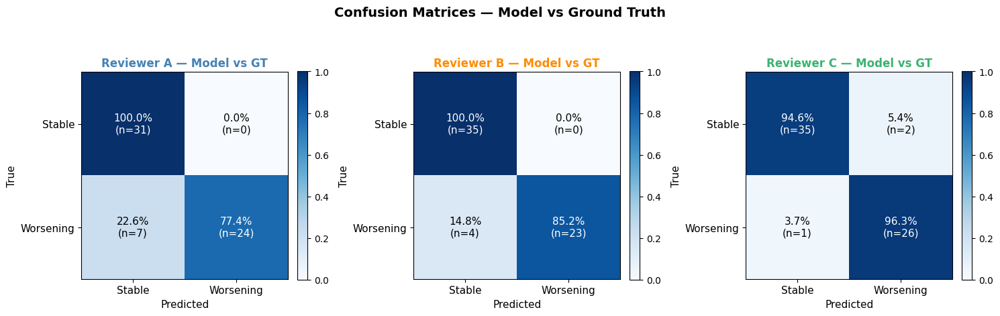 Confusion Matrices — Model vs Ground Truth
Reviewer A — Model vs GT
True
Stable
Worsening
100.0%
(n=31)
0.0%
(n=0)
22.6%
(n=7)
77.4%
(n=24)
Stable
Worsening
Predicted
1.0
0.8
0.6
0.4
0.2
0.0
Reviewer B — Model vs GT
True
Stable
Worsening
100.0%
(n=35)
0.0%
(n=0)
14.8%
(n=4)
85.2%
(n=23)
Stable
Worsening
Predicted
1.0
0.8
0.6
0.4
0.2
0.0
Reviewer C — Model vs GT
True
Stable
Worsening
94.6%
(n=35)
5.4%
(n=2)
3.7%
(n=1)
96.3%
(n=26)
Stable
Worsening
Predicted
1.0
0.8
0.6
0.4
0.2
0.0